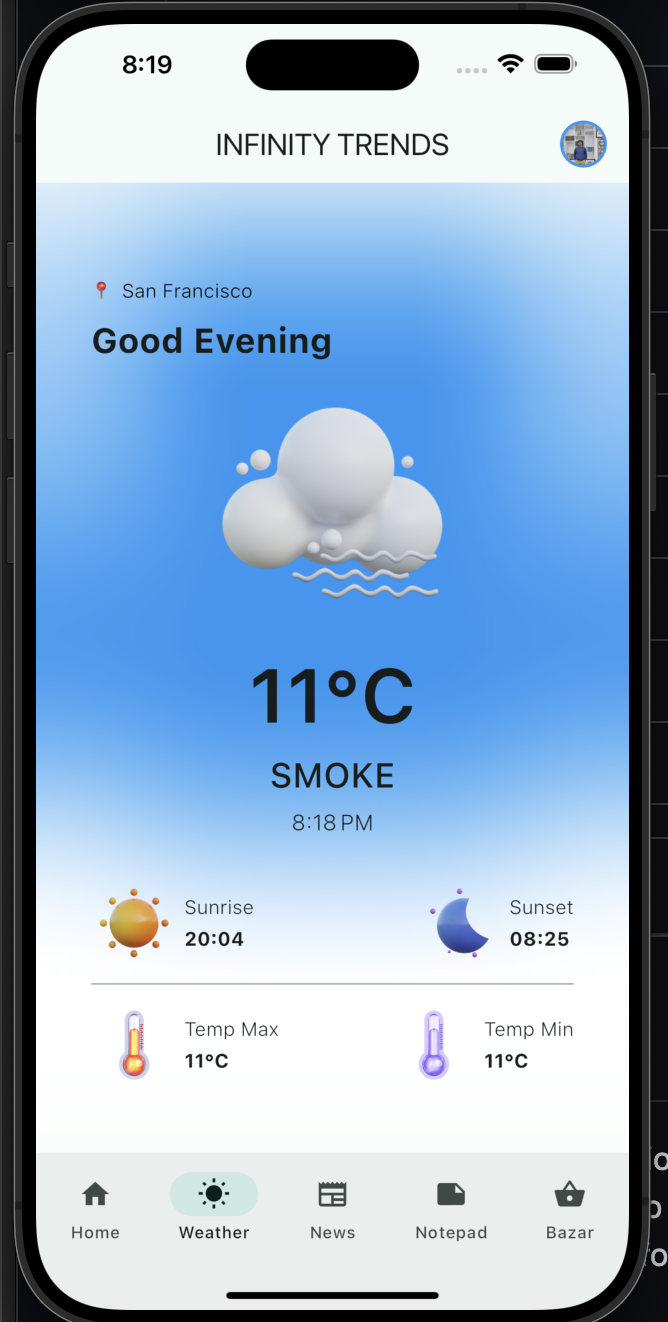 8:19
INFINITY TRENDS
San Francisco
Good Evening
11°C
SMOKE
8:18 PM
Sunrise
20:04
Sunset
08:25
Temp Max
11°C
Temp Min
11°C
Home
Weather
News
Notepad
Bazar